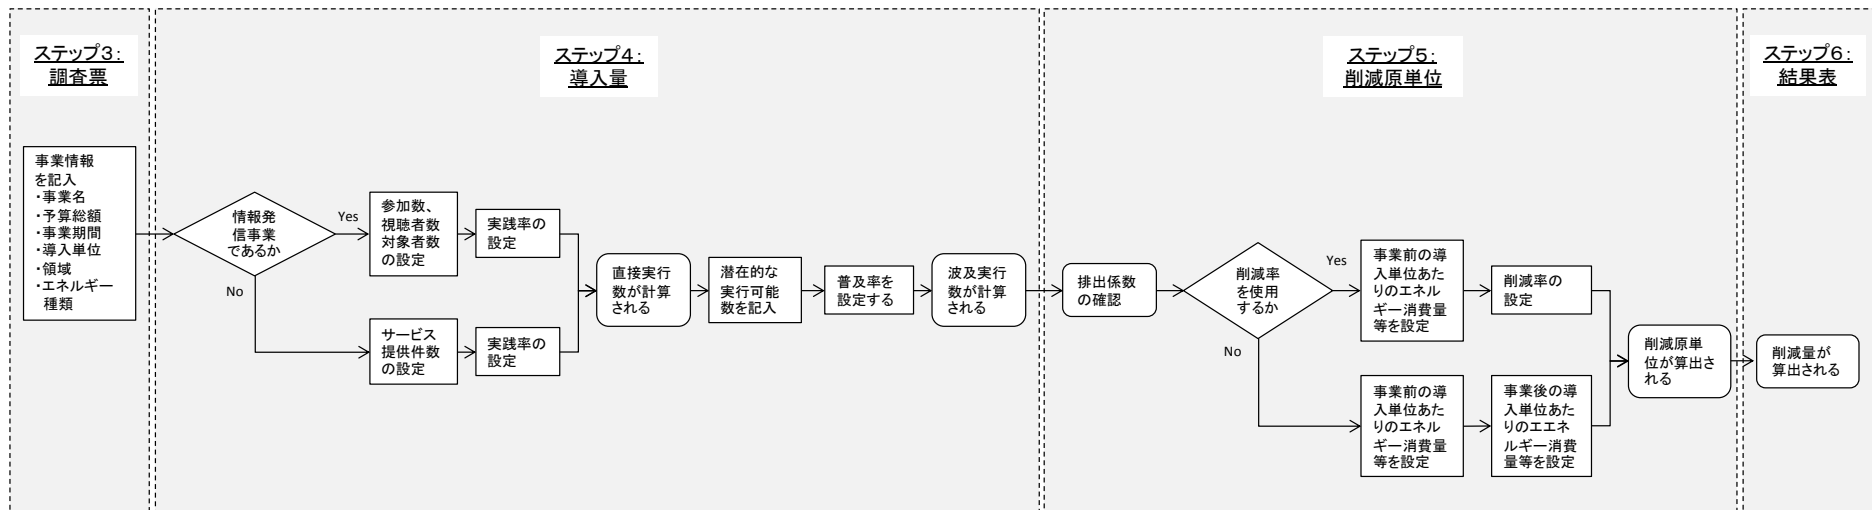 ステップ3：
調査票
事業情報
を記入
・事業名
・予算総額
・事業期間
・導入単位
・領域
・エネルギー
種類
ステップ4：
導入量
情報発
信事業
であるか
Yes
No
参加数、
視聴者数
対象者数
の設定
実践率の
設定
サービス
提供件数
の設定
実践率の
設定
直接実行
数が計算
される
潜在的な
実行可能
数を記入
普及率を
設定する
波及実行
数が計算
される
ステップ5：
削減原単位
排出係数
の確認
削減率
を使用
するか
Yes
No
事業前の導
入単位あた
りのエネル
ギー消費量
等を設定
削減率の
設定
事業前の導
入単位あた
りのエネル
ギー消費量
等を設定
事業後の導
入単位あた
りのエエネ
ルギー消費
量等を設定
削減原単
位が算出さ
れる
ステップ6：
結果表
削減量が
算出される